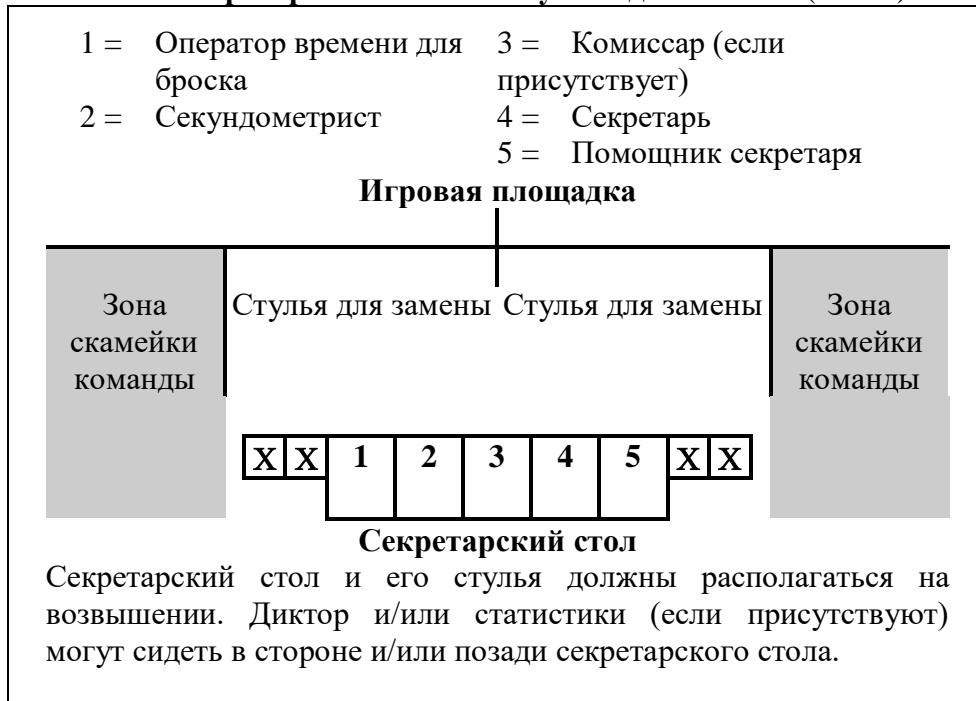 1 = Оператор времени для броска
2 = Секундометрист
3 = Комиссар (если присутствует)
4 = Секретарь
5 = Помощник секретаря
Игровая площадка
Зона скамейки команды
Стулья для замены Стулья для замены
Зона скамейки команды
X X 1 2 3 4 5 X X
Секретарский стол
Секретарский стол и его стулья должны располагаться на
возвышении. Диктор и/или статистики (если присутствуют)
могут сидеть в стороне и/или позади секретарского стола.